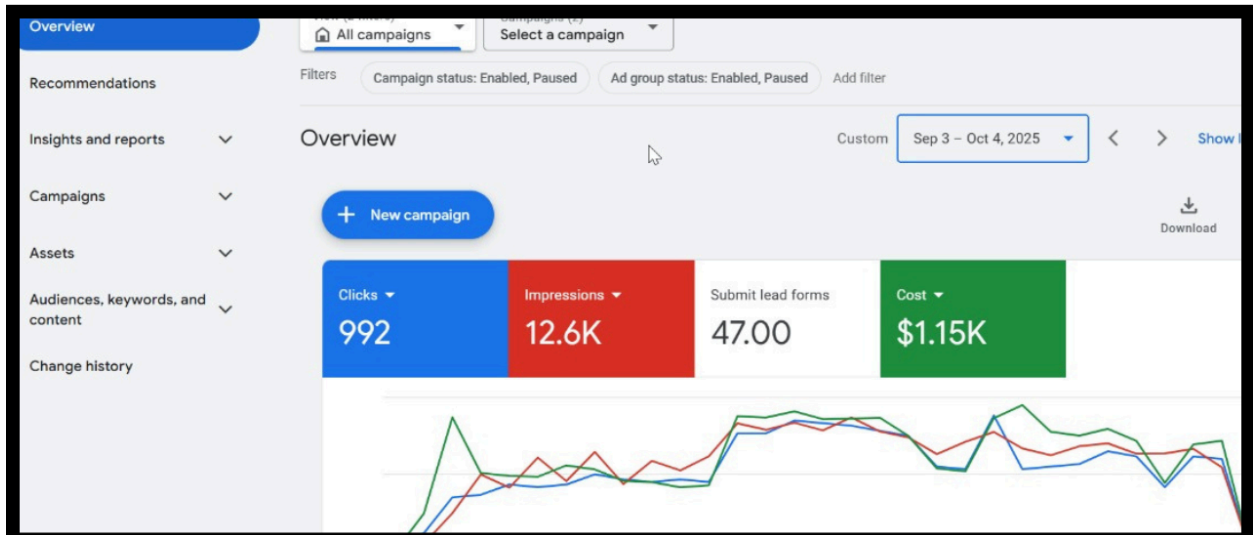 Overview
Recommendations
Insights and reports
Campaigns
Assets
Audiences, keywords, and
content
Change history
All campaigns
Select a campaign
Filters
Campaign status: Enabled, Paused
Ad group status: Enabled, Paused
Add filter
Overview
Custom
Sep 3 – Oct 4, 2025
Show
+ New campaign
Download
Clicks
992
Impressions
12.6K
Submit lead forms
47.00
Cost
$1.15K